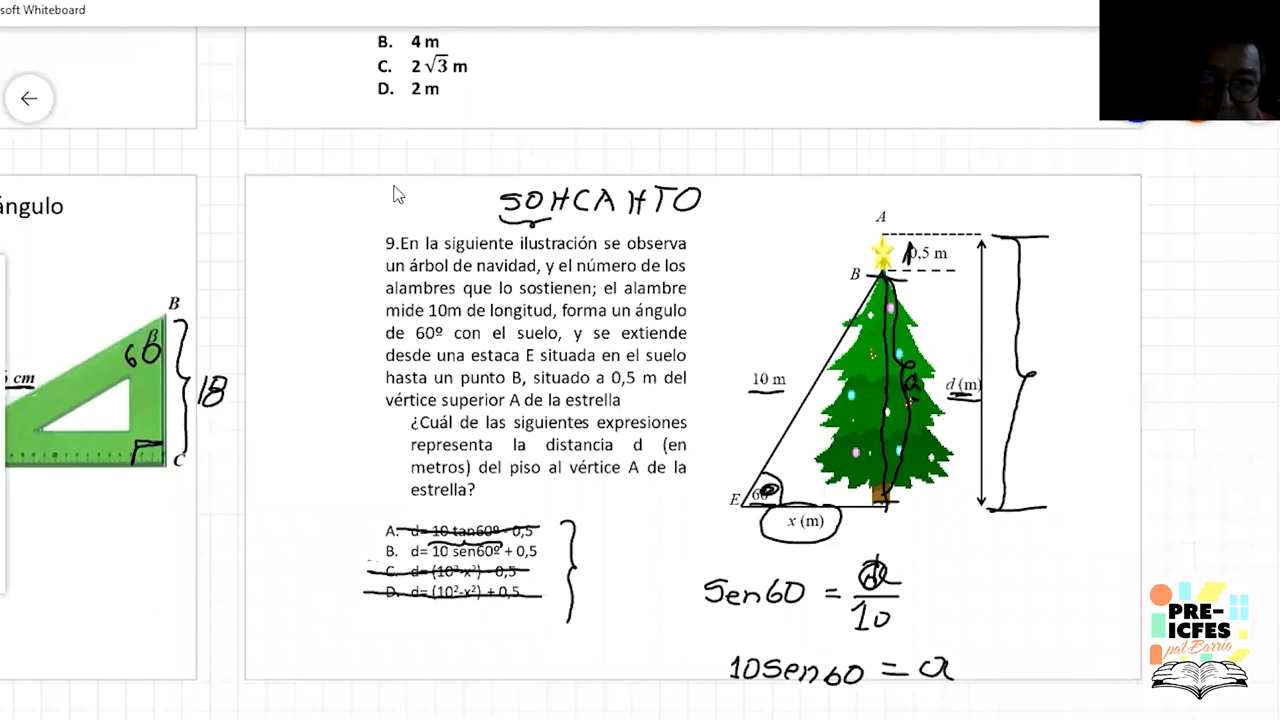 soft Whiteboard
B. 4 m
C. 2 √3 m
D. 2 m
ángulo
SOHCAHTO
9.En la siguiente ilustración se observa
un árbol de navidad, y el número de los
alambres que lo sostienen; el alambre
mide 10m de longitud, forma un ángulo
de 60º con el suelo, y se extiende
desde una estaca E situada en el suelo
hasta un punto B, situado a 0,5 m del
vértice superior A de la estrella
¿Cuál de las siguientes expresiones
representa la distancia d (en
metros) del piso al vértice A de la
estrella?
A. d= 10 tan60º - 0,5
B. d= 10 sen60º + 0,5
C. d= (10²-x²) - 0,5
D. d= (10²-x²) + 0,5
A
0,5 m
B
10 m
a
d (m)
E
60
x (m)
B
β
60
cm
18
C
Sen60 = a
10
10Sen60 = a
PRE-
ICFES
pa'l Barrio